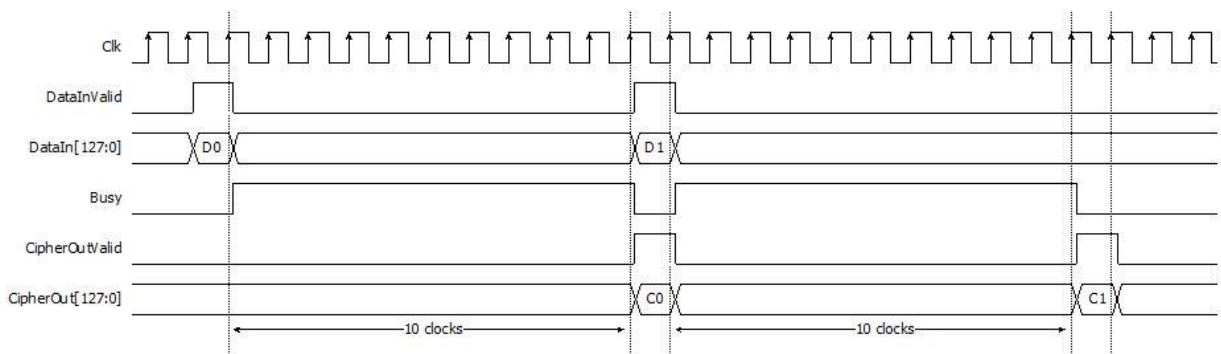 Clk
DataInValid
DataIn[127:0]
D0
D1
Busy
CipherOutValid
CipherOut[127:0]
C0
C1
10 clocks
10 clocks